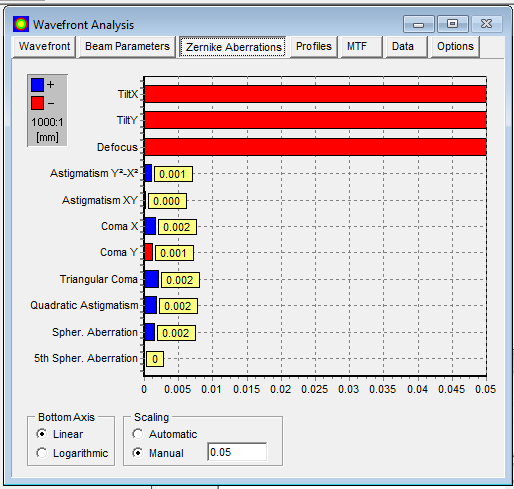 Wavefront Analysis
Wavefront Beam Parameters Zernike Aberrations Profiles MTF Data Options
+
−
1000:1
[mm]
TiltX
TiltY
Defocus
Astigmatism Y²-X² 0.001
Astigmatism XY 0.000
Coma X 0.002
Coma Y 0.001
Triangular Coma 0.002
Quadratic Astigmatism 0.002
Spher. Aberration 0.002
5th Spher. Aberration 0
0 0.005 0.01 0.015 0.02 0.025 0.03 0.035 0.04 0.045 0.05
Bottom Axis Scaling
Linear Automatic
Logarithmic Manual 0.05